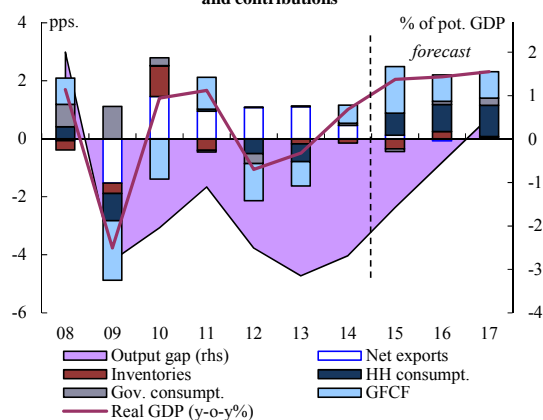 and contributions
pps.
% of pot. GDP
forecast
4
2
0
-2
-4
-6
2
1
0
-1
-2
-3
-4
08 09 10 11 12 13 14 15 16 17
Output gap (rhs) Net exports
Inventories HH consumpt.
Gov. consumpt. GFCF
Real GDP (y-o-y%)